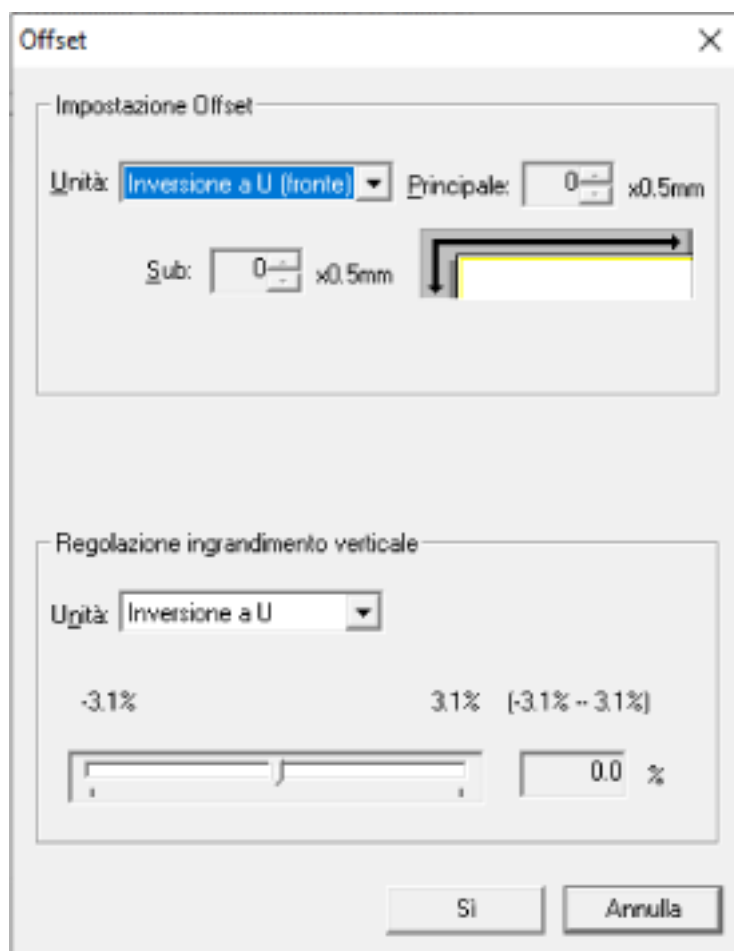 Offset
Impostazione Offset
Unità: Inversione a U (fronte) Principale: 0 x0.5mm
Sub: 0 x0.5mm
Regolazione ingrandimento verticale
Unità: Inversione a U
-3.1% 3.1% (-3.1% -- 3.1%)
0.0 %
Sì Annulla